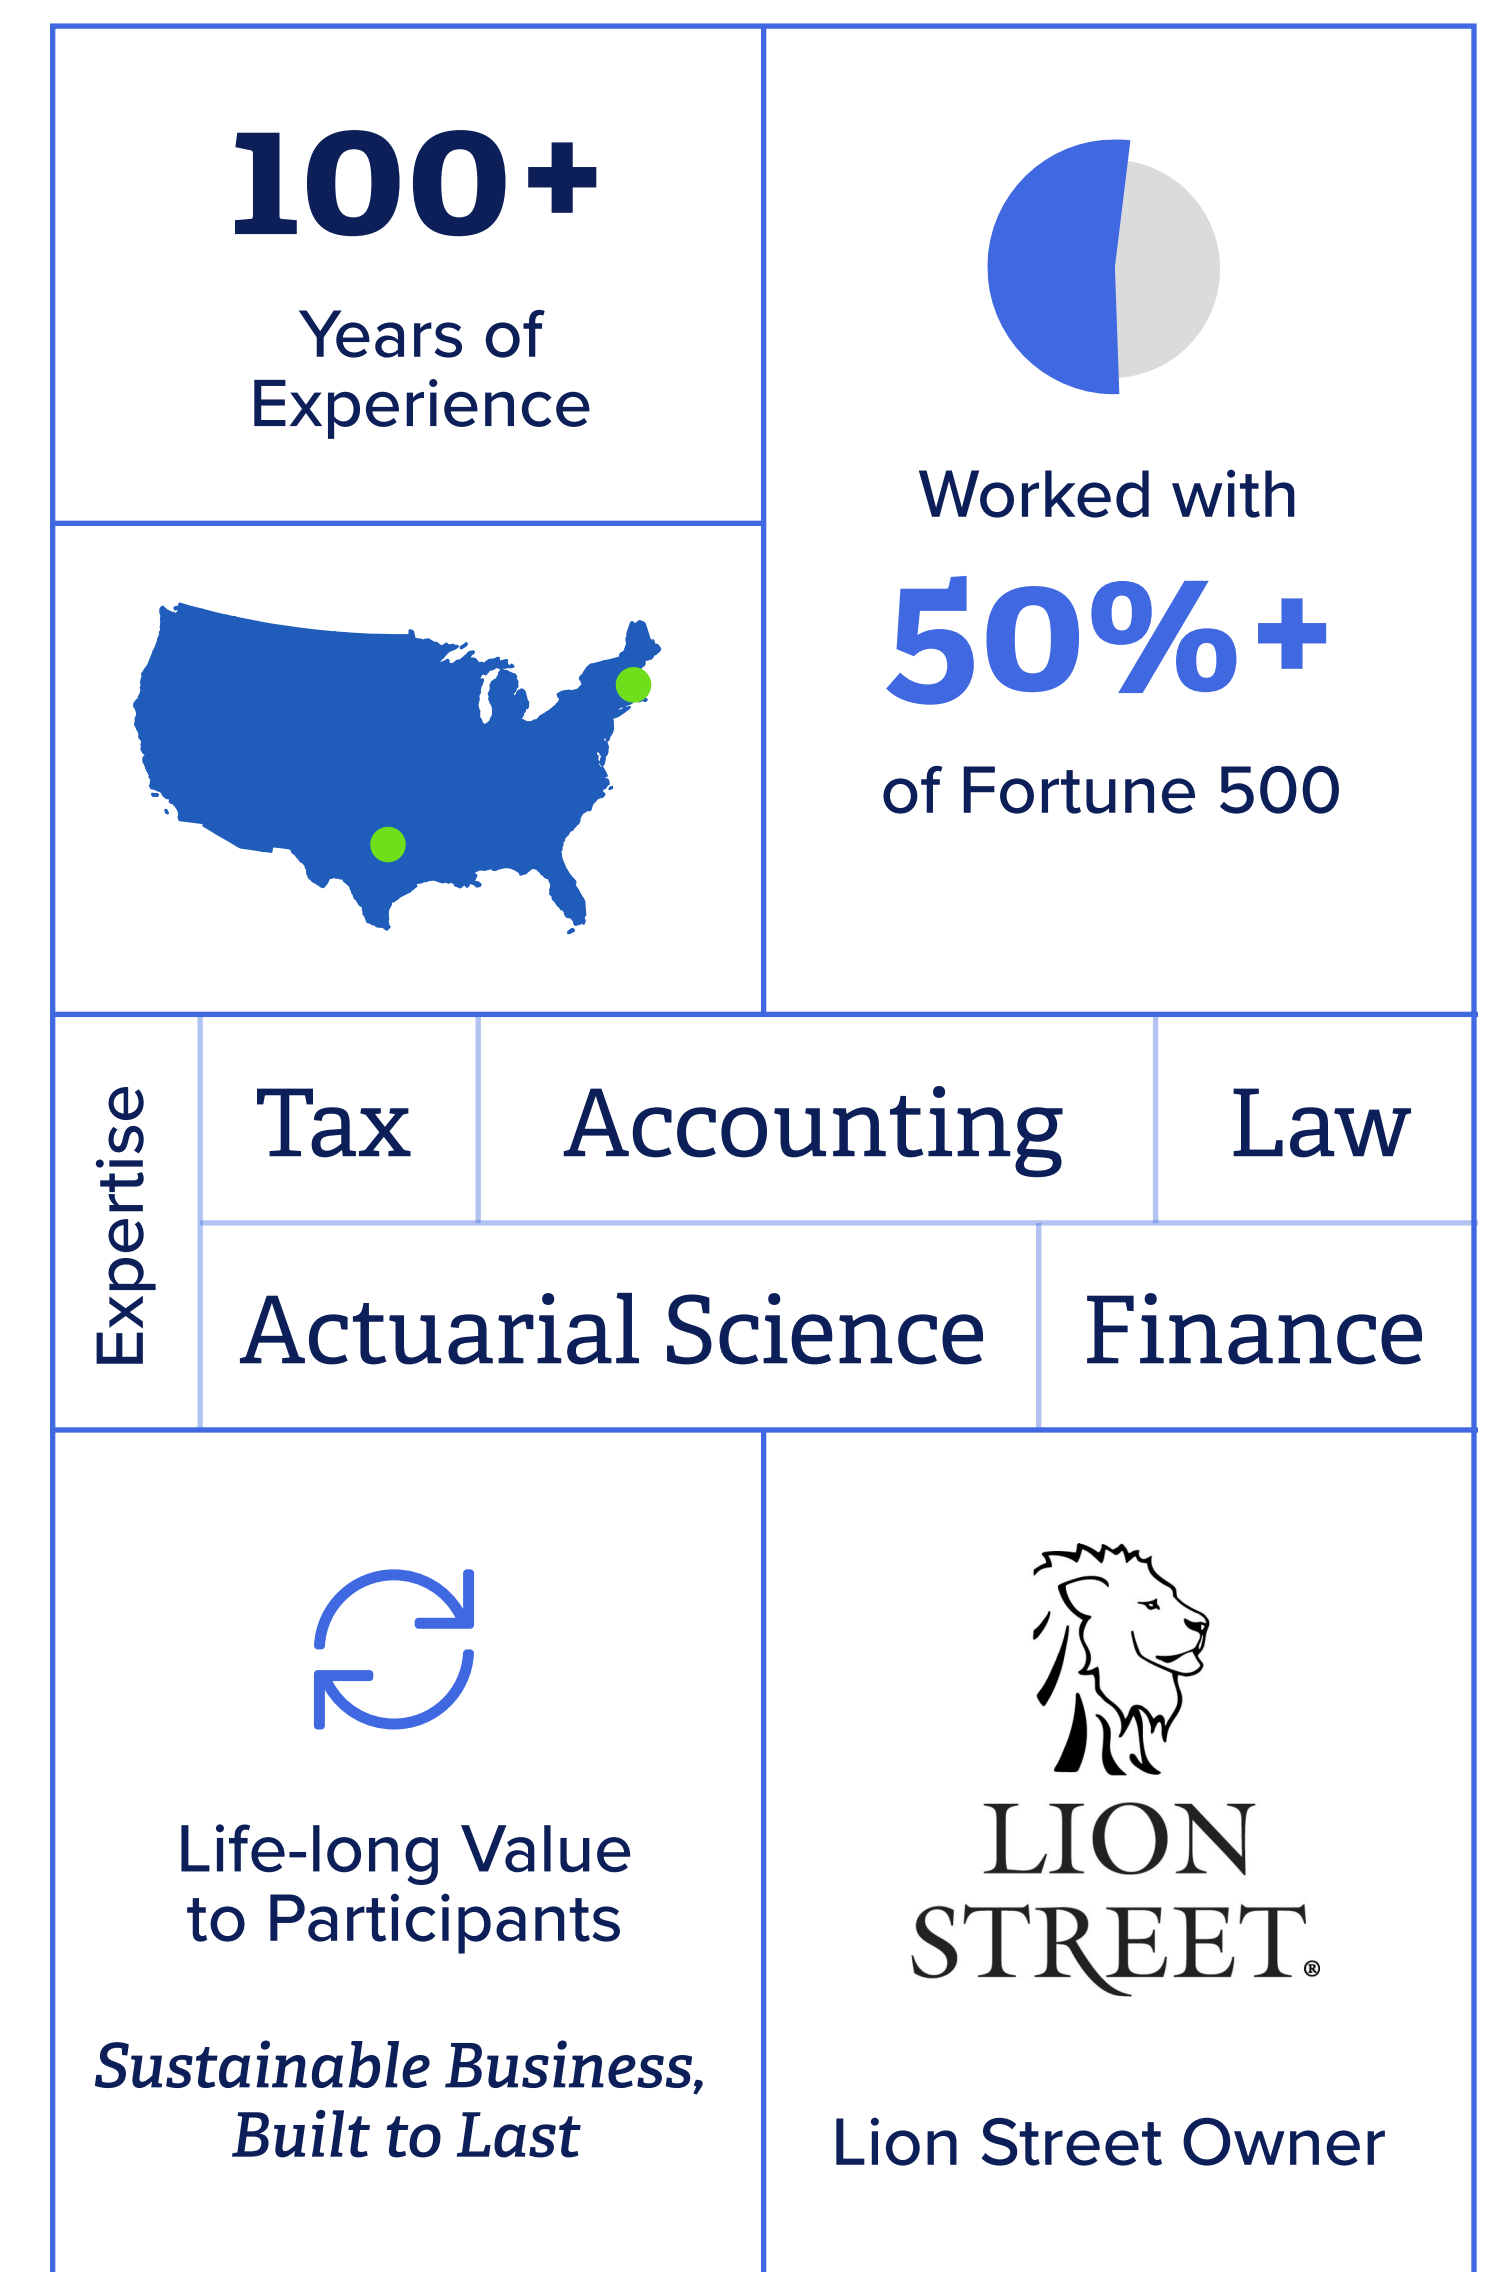 100+
Years of
Experience
Worked with
50%+
of Fortune 500
Expertise
Tax
Accounting
Law
Actuarial Science
Finance
Life-long Value
to Participants
Sustainable Business,
Built to Last
LION
STREET®
Lion Street Owner